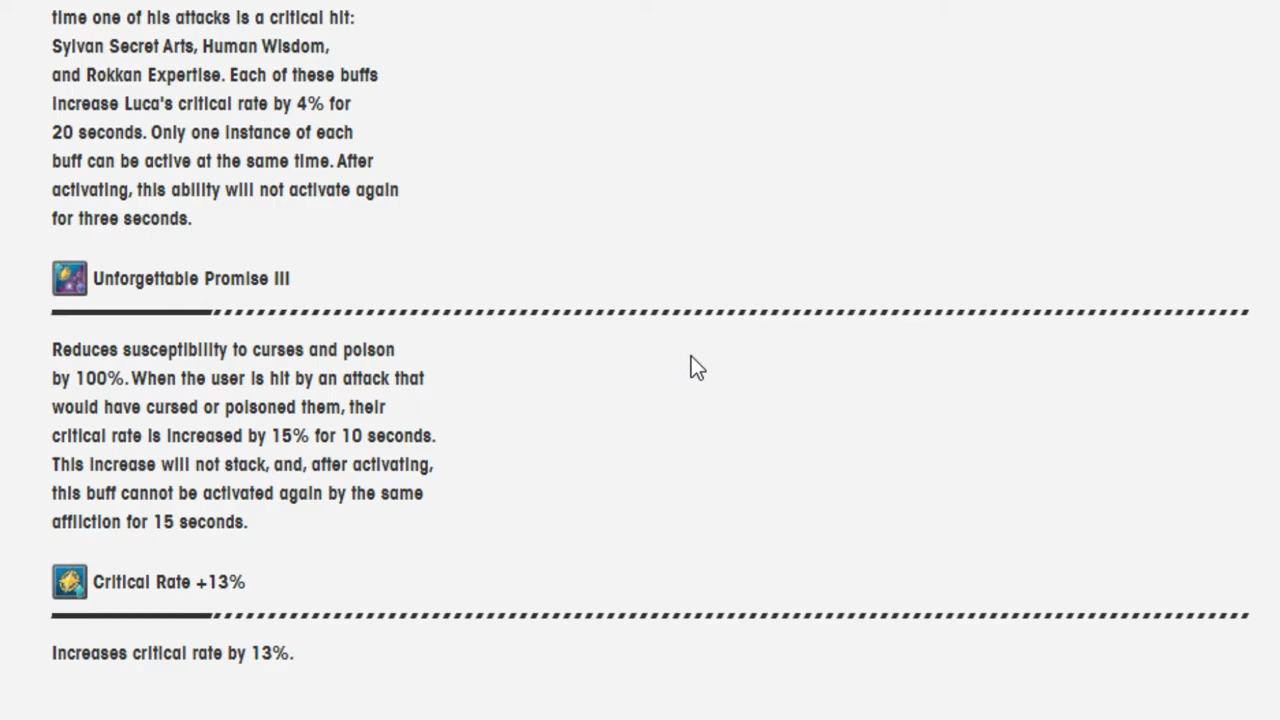 time one of his attacks is a critical hit:
Sylvan Secret Arts, Human Wisdom,
and Rokkan Expertise. Each of these buffs
increase Luca's critical rate by 4% for
20 seconds. Only one instance of each
buff can be active at the same time. After
activating, this ability will not activate again
for three seconds.
Unforgettable Promise III
Reduces susceptibility to curses and poison
by 100%. When the user is hit by an attack that
would have cursed or poisoned them, their
critical rate is increased by 15% for 10 seconds.
This increase will not stack, and, after activating,
this buff cannot be activated again by the same
affliction for 15 seconds.
Critical Rate +13%
Increases critical rate by 13%.